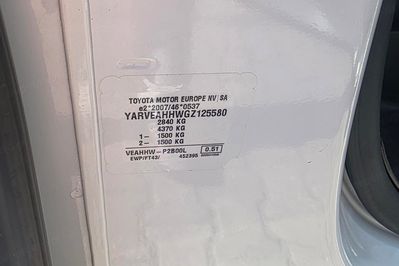 TOYOTA MOTOR EUROPE NV/SA
e2*2007/46*0537
YARVEAHHWGZ125580
2840 KG
4370 KG
1- 1500 KG
2- 1500 KG
VEAHHW-P2B00L 0.51
EWP/FT43/ 452395